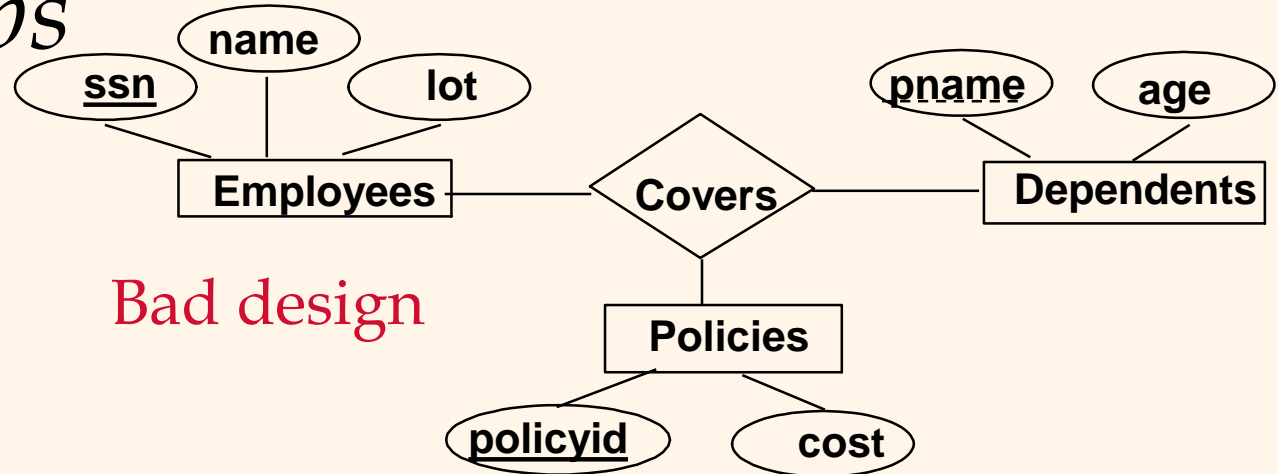 name
ssn
lot
pname
age
Employees
Covers
Dependents
Bad design
Policies
policyid
cost